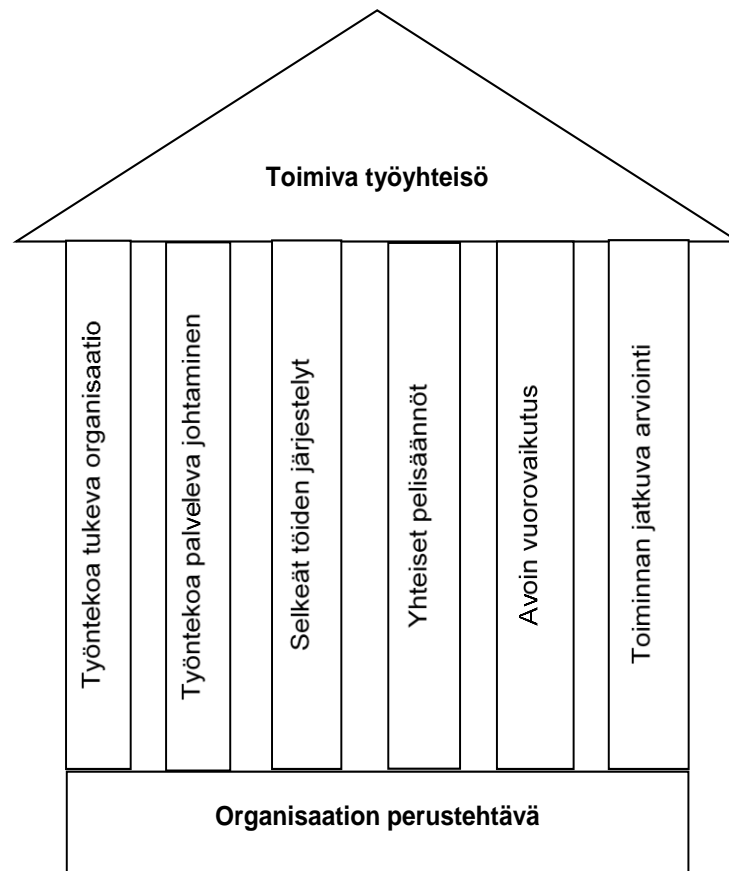 Toimiva työyhteisö
Työntekoa tukeva organisaatio
Työntekoa palveleva johtaminen
Selkeät töiden järjestelyt
Yhteiset pelisäännöt
Avoin vuorovaikutus
Toiminnan jatkuva arviointi
Organisaation perustehtävä